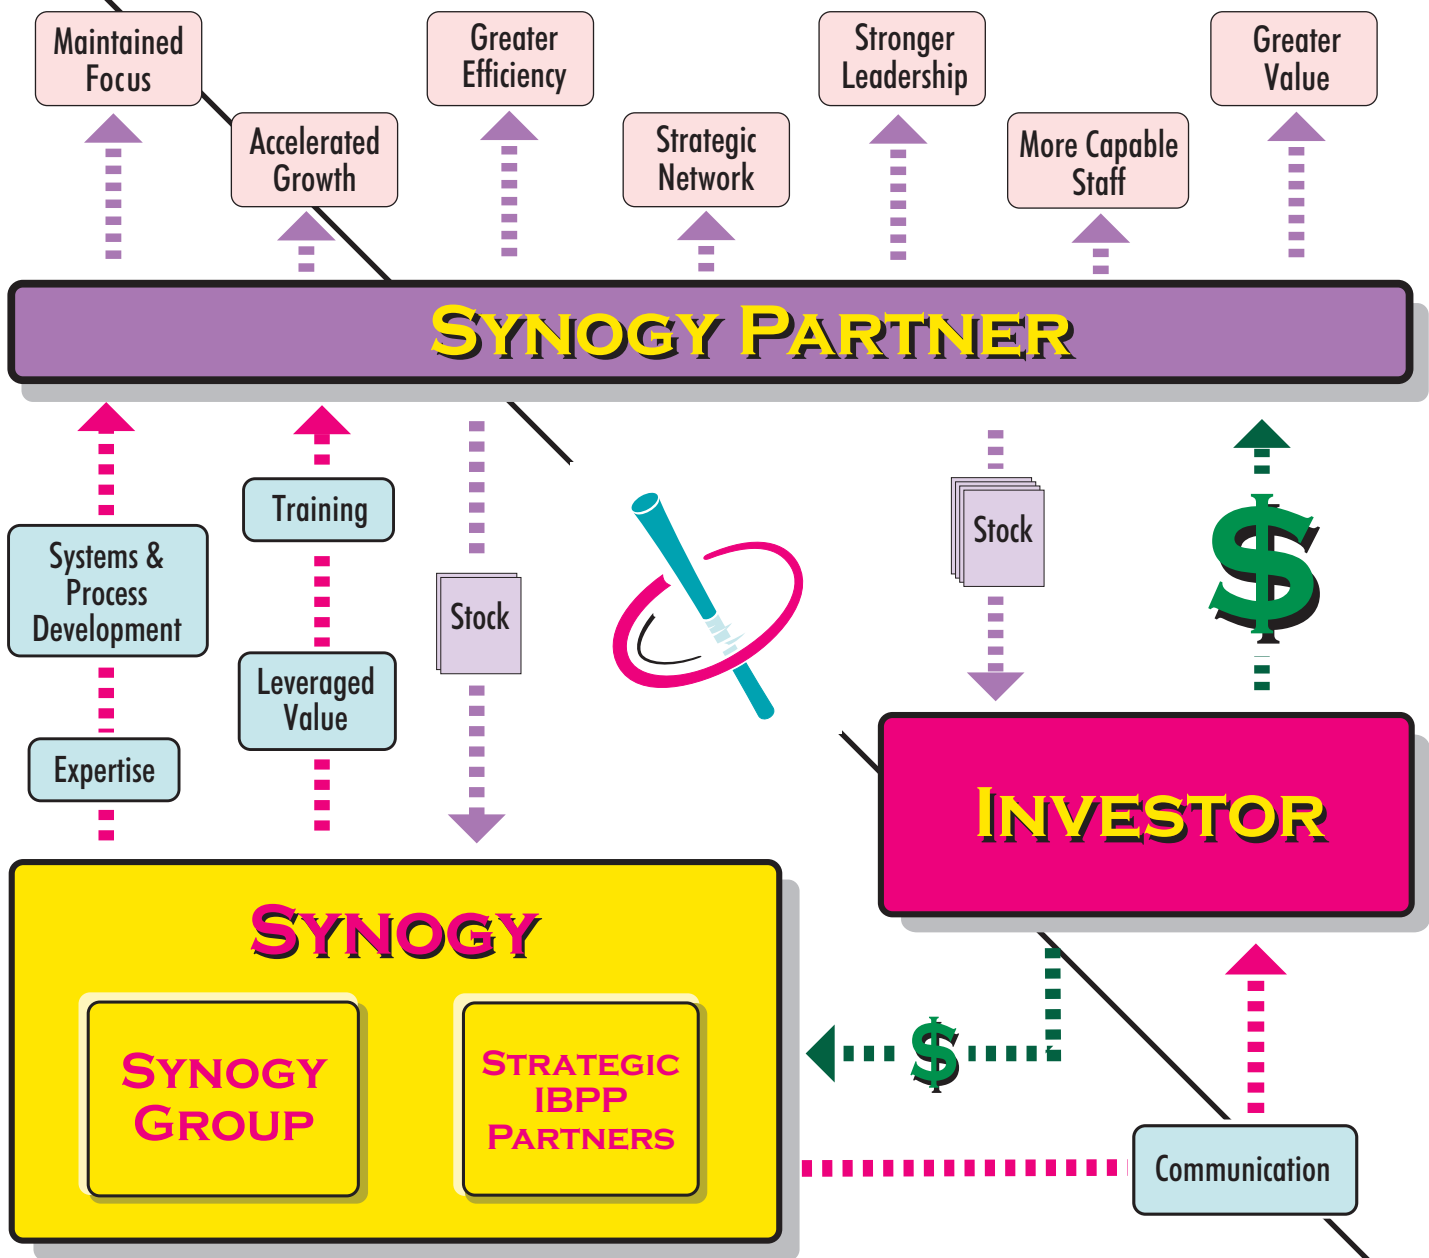 Maintained
Focus
Greater
Efficiency
Stronger
Leadership
Greater
Value
Accelerated
Growth
Strategic
Network
More Capable
Staff
SYNOGY PARTNER
Training
Systems &
Process
Development
Leveraged
Value
Expertise
Stock
Stock
$
INVESTOR
SYNOGY
SYNOGY
GROUP
STRATEGIC
IBPP
PARTNERS
$
Communication